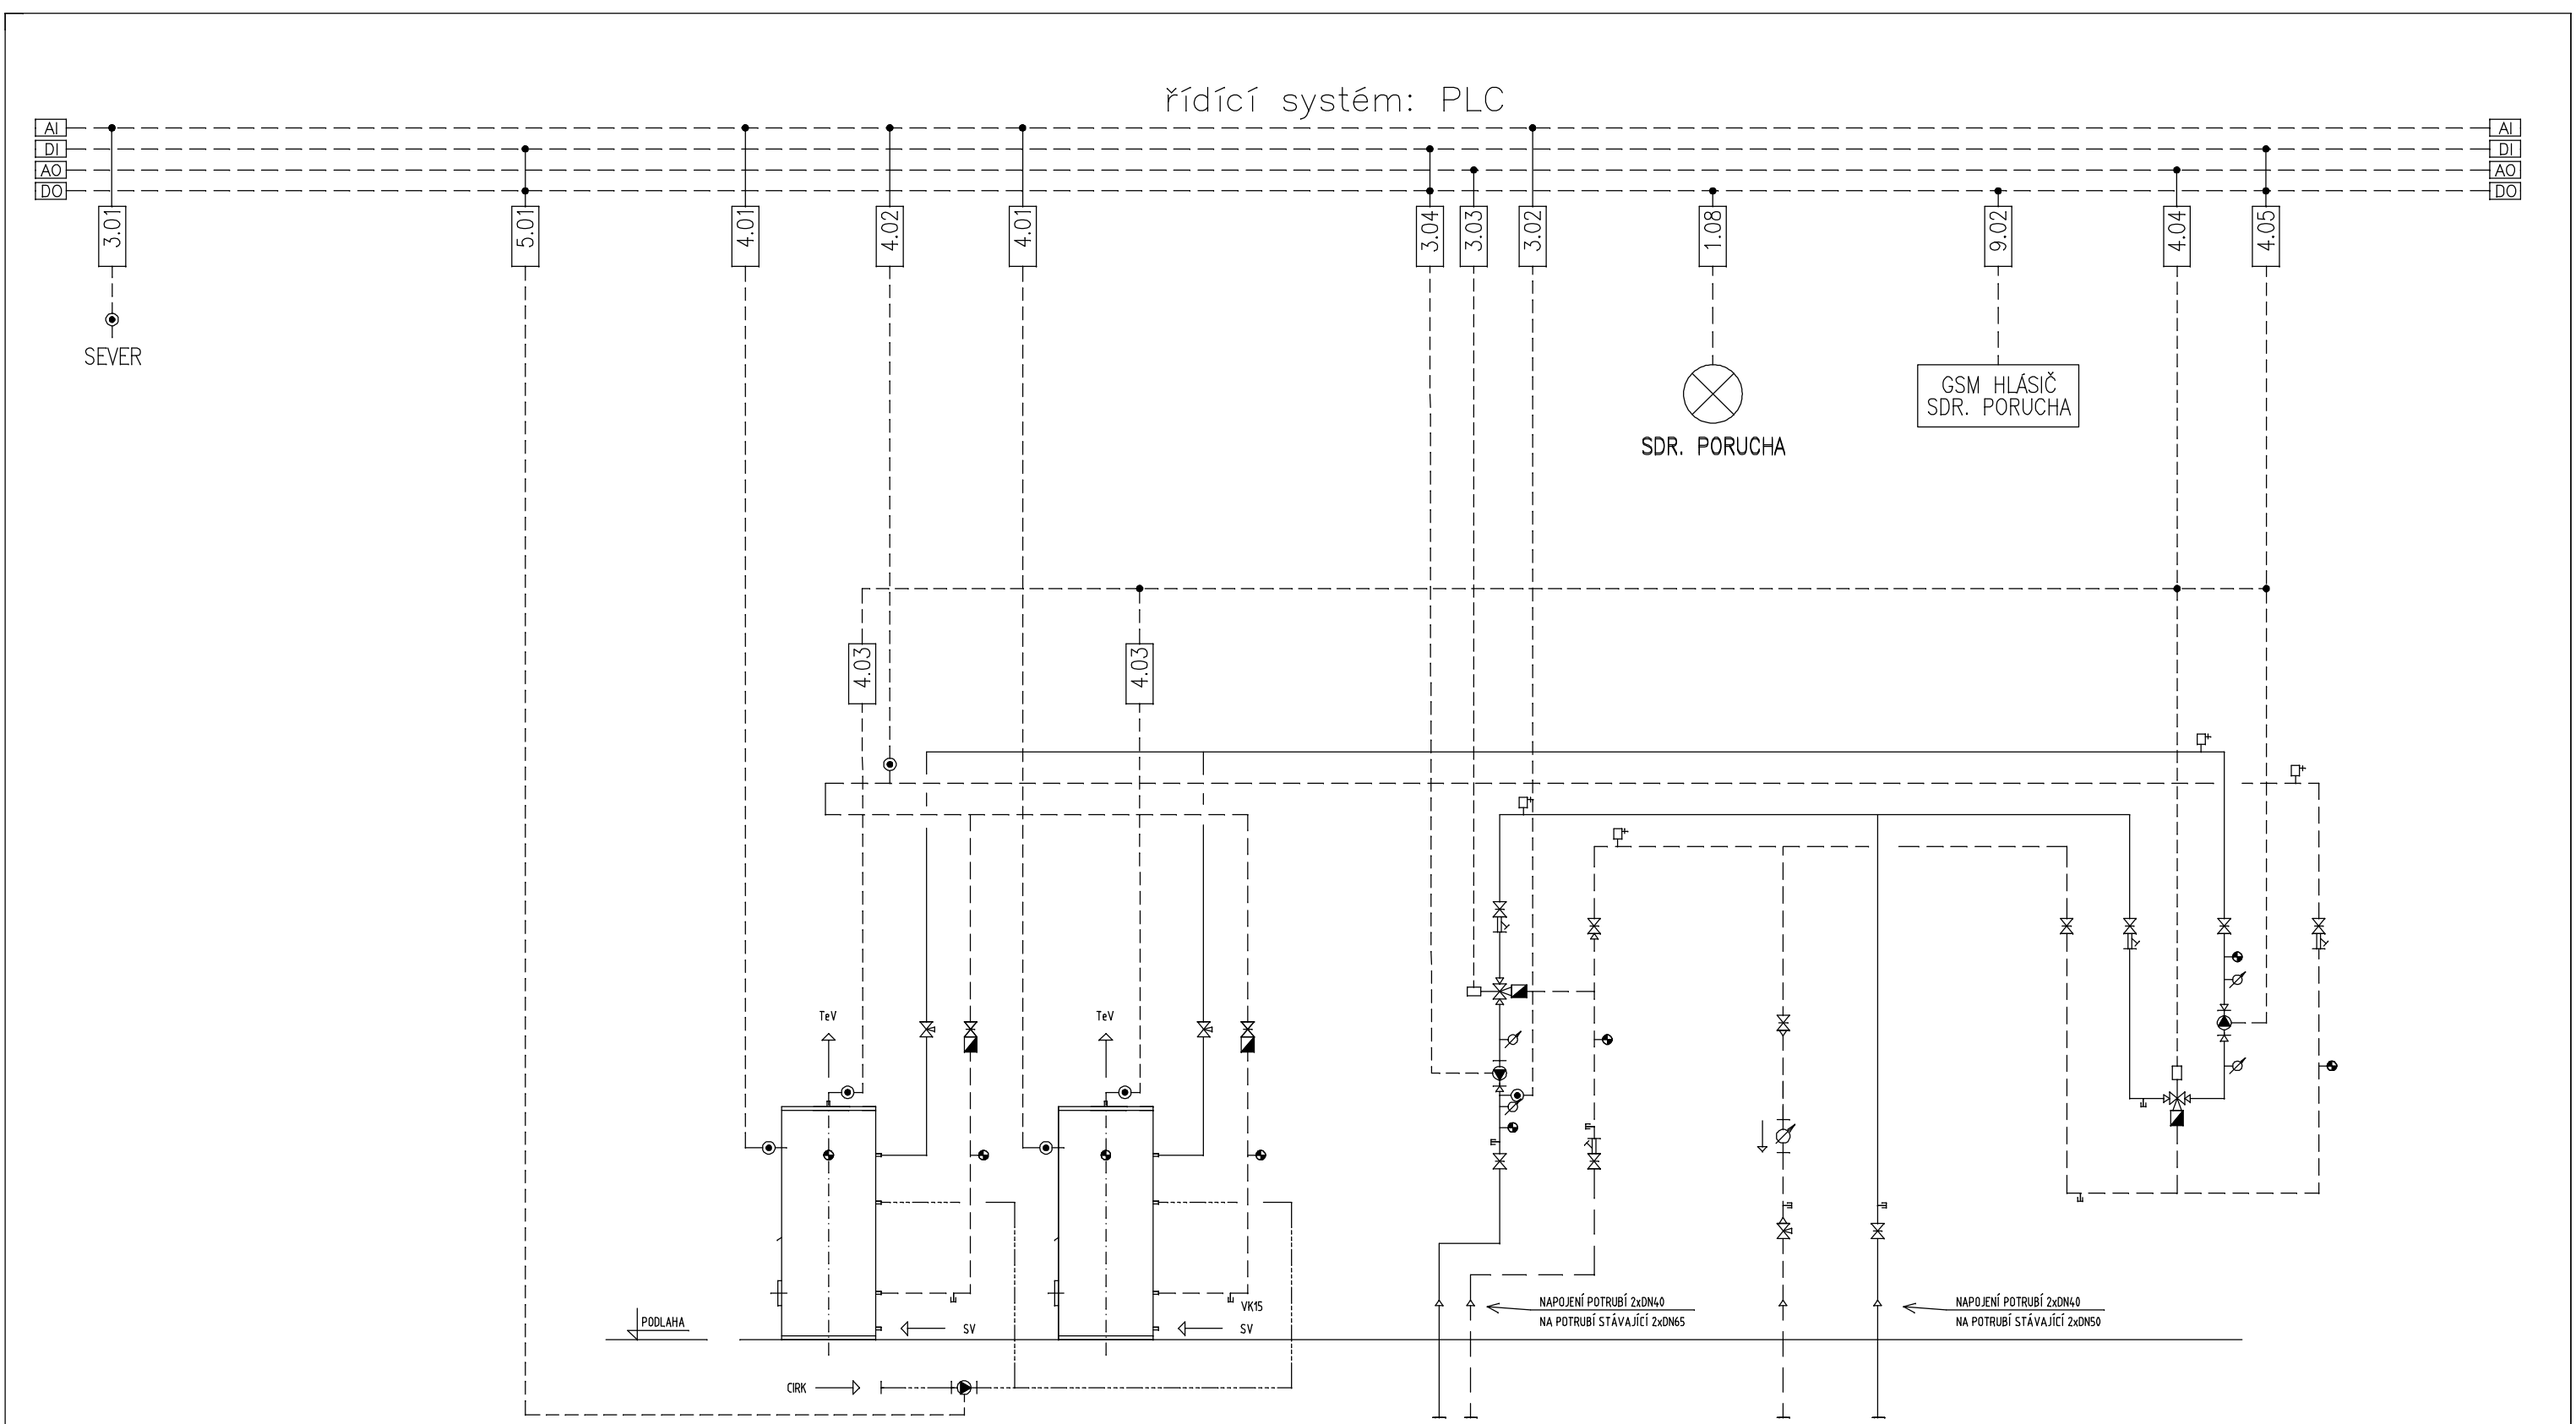 řídící systém: PLC
AI
AI
DI
DI
AO
AO
DO
DO
3.01
5.01
4.01
4.02
4.01
3.04
3.03
3.02
1.08
9.02
4.04
4.05
SEVER
GSM HLÁSIČ
SDR. PORUCHA
SDR. PORUCHA
4.03
4.03
TeV
TeV
VK15
NAPOJENÍ POTRUBÍ 2xDN40
NA POTRUBÍ STÁVAJÍCÍ 2xDN65
NAPOJENÍ POTRUBÍ 2xDN40
NA POTRUBÍ STÁVAJÍCÍ 2xDN50
PODLAHA
SV
SV
CIRK